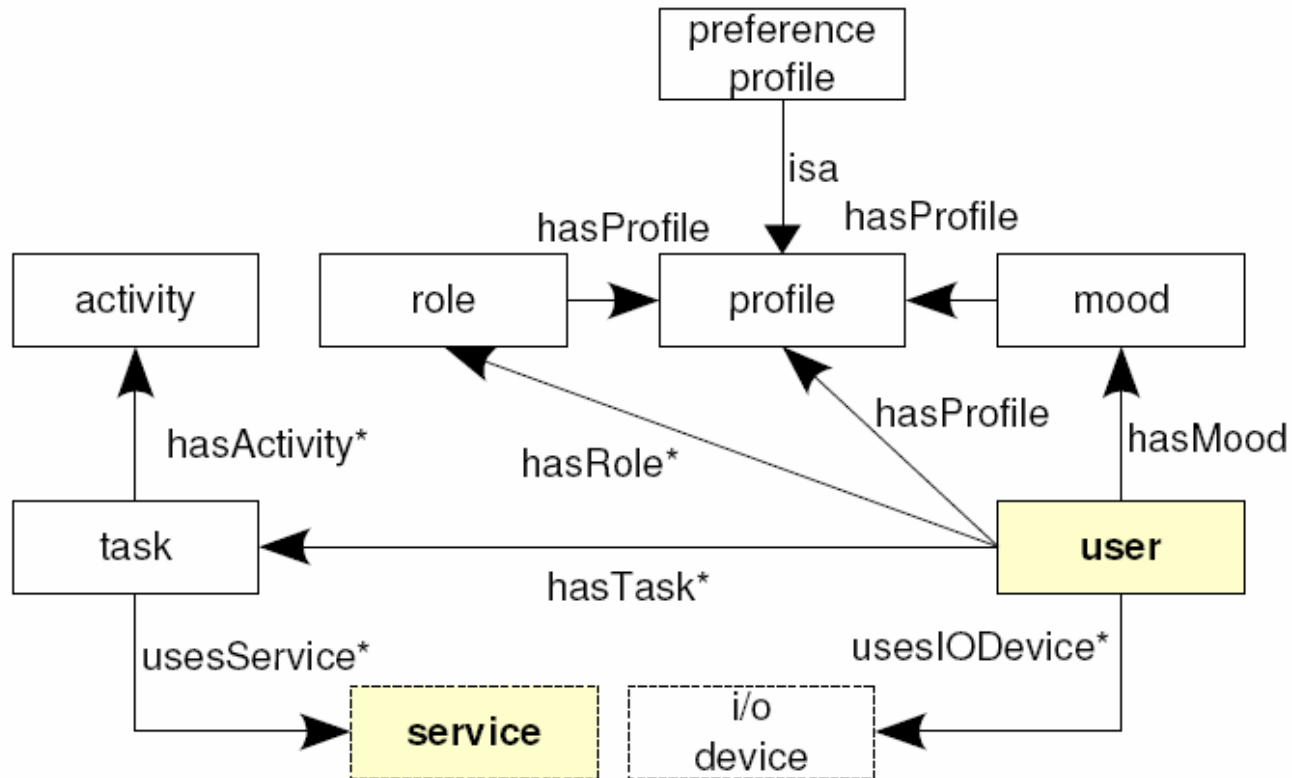 preference
profile
isa
hasProfile
hasProfile
activity
role
profile
mood
hasActivity*
hasRole*
hasProfile
hasMood
task
user
hasTask*
usesService*
usesIODevice*
service
i/o
device